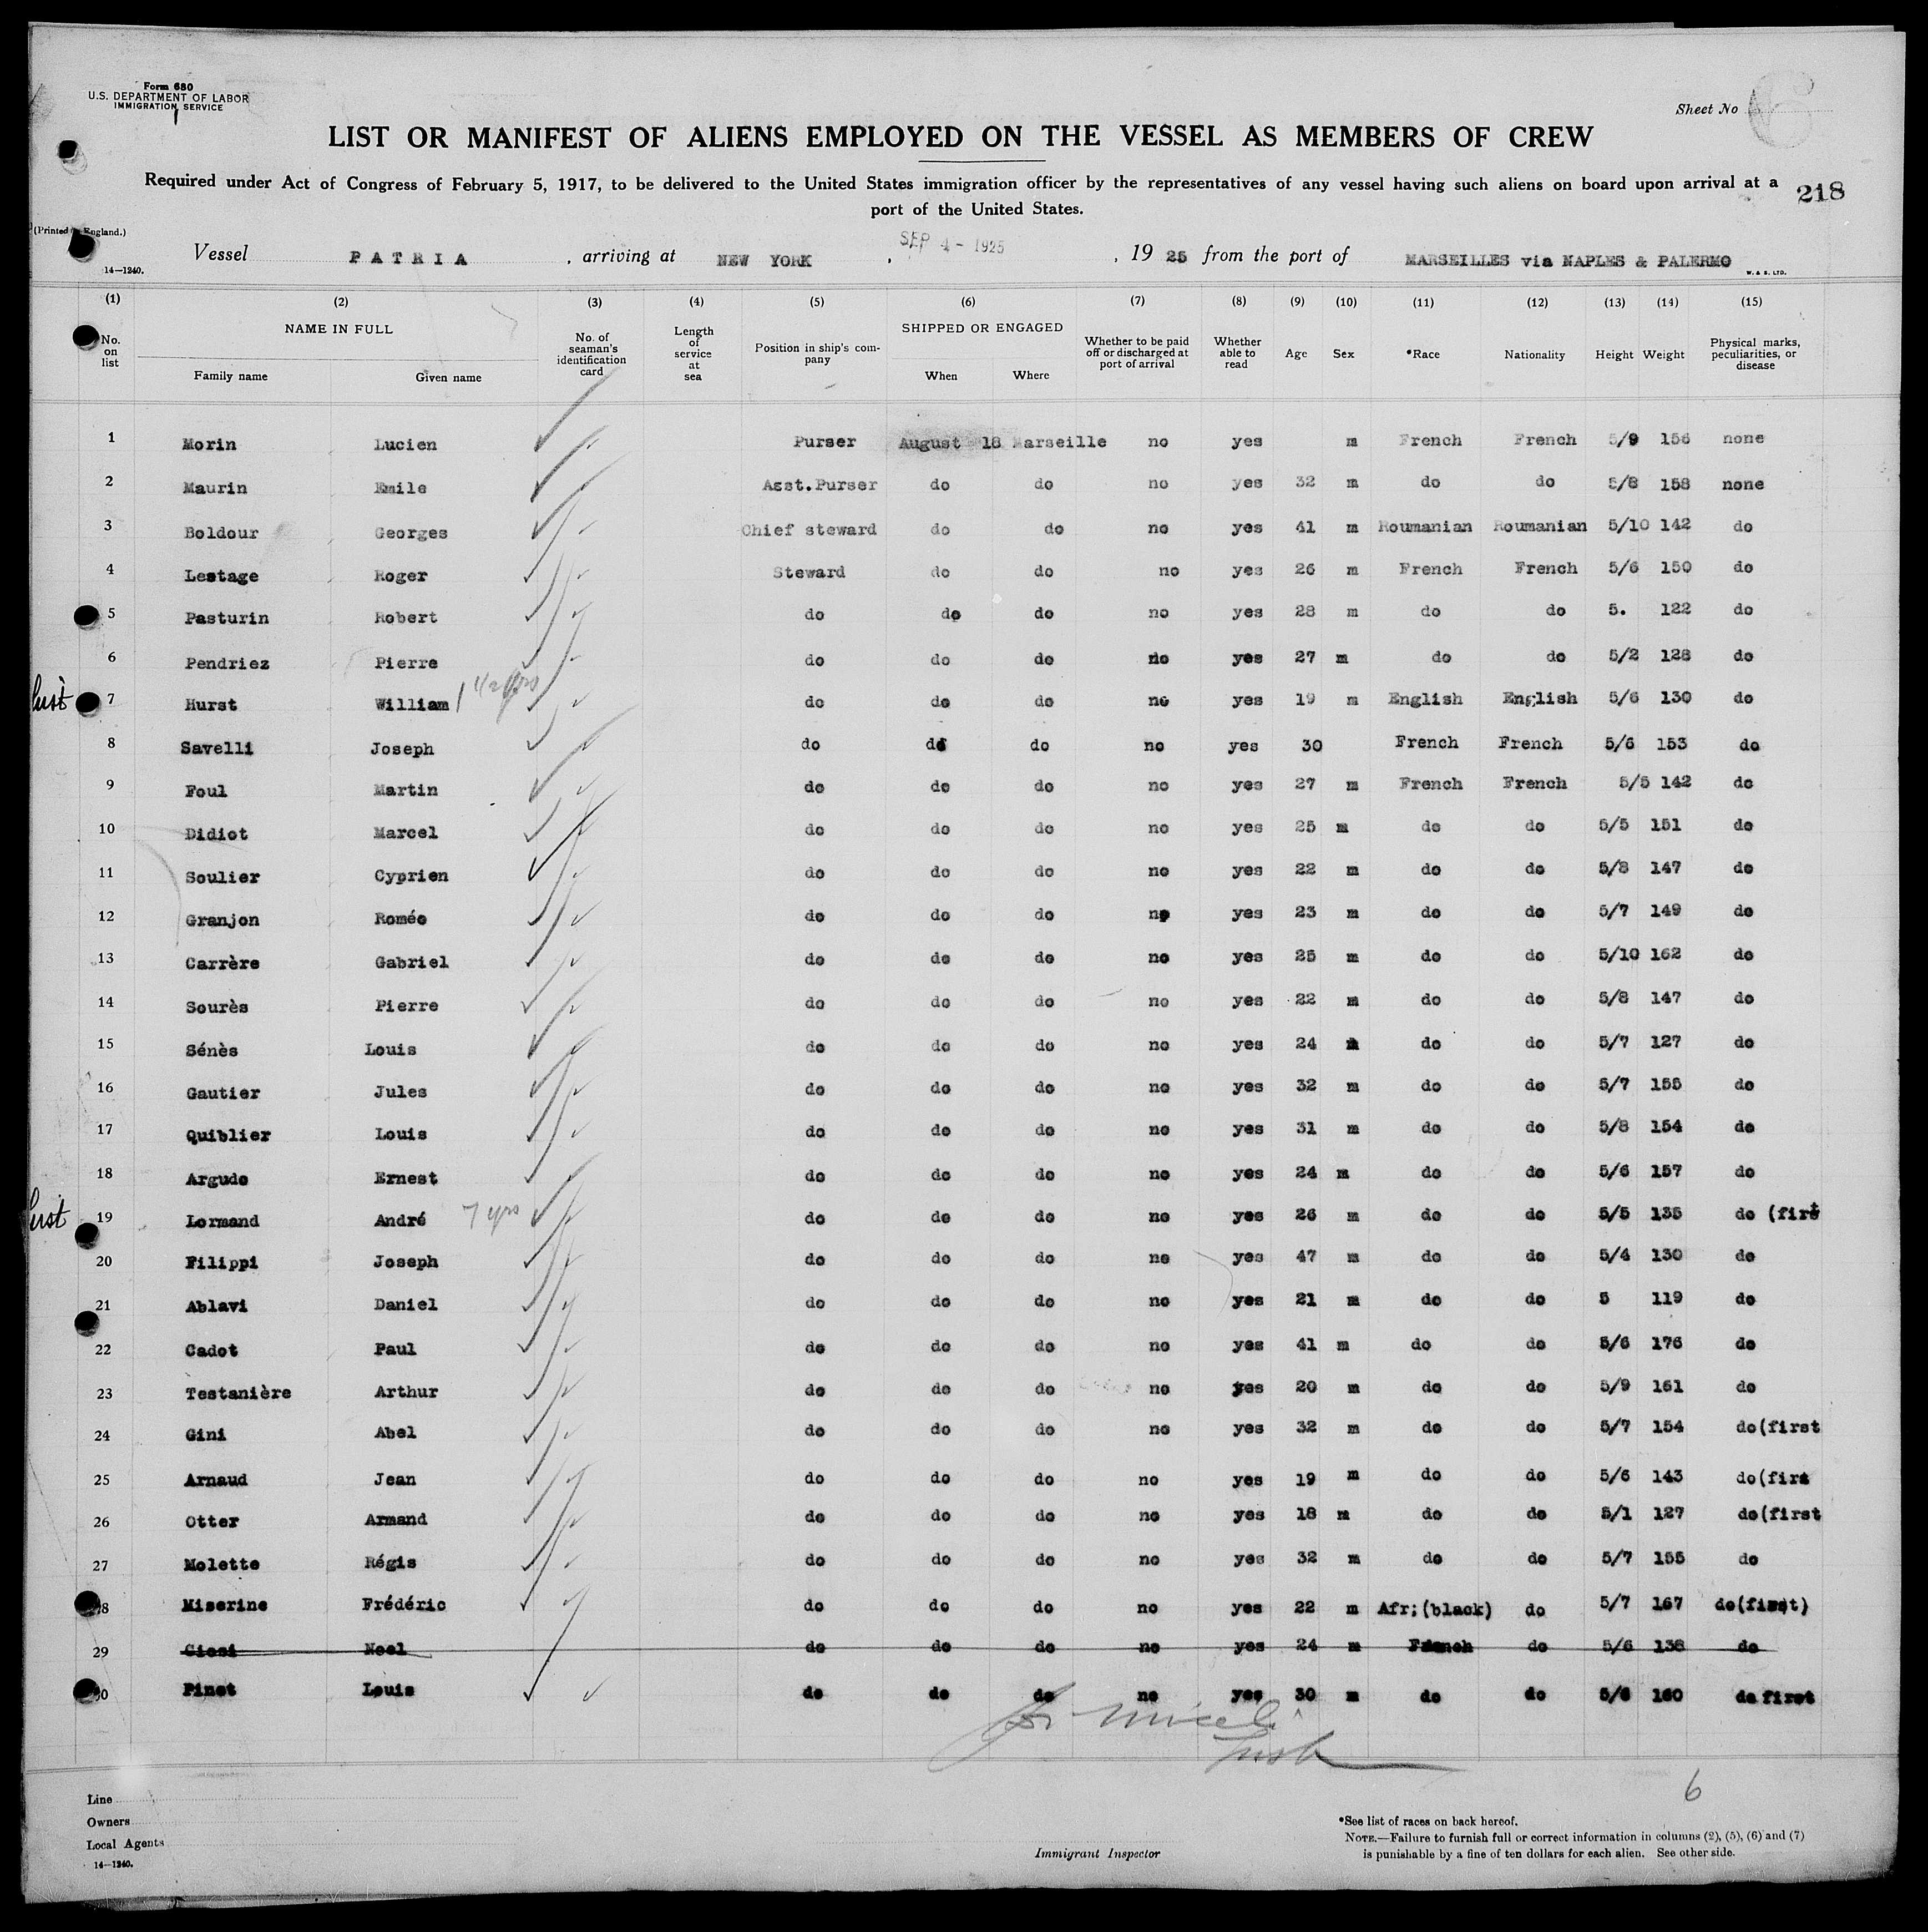 Form 680
U.S. DEPARTMENT OF LABOR
IMMIGRATION SERVICE
Sheet No 6
LIST OR MANIFEST OF ALIENS EMPLOYED ON THE VESSEL AS MEMBERS OF CREW
Required under Act of Congress of February 5, 1917, to be delivered to the United States immigration officer by the representatives of any vessel having such aliens on board upon arrival at a
port of the United States.
218
(Printed in England.)
SEP 4 - 1925
Vessel PATRIA , arriving at NEW YORK , , 19 25 from the port of MARSEILLES via NAPLES & PALERMO
14—1240.
W. & S. LTD.
(1) (2) (3) (4) (5) (6) (7) (8) (9) (10) (11) (12) (13) (14) (15)
No. on list NAME IN FULL Family name Given name No. of seaman's identification card Length of service at sea Position in ship's company SHIPPED OR ENGAGED When Where Whether to be paid off or discharged at port of arrival Whether able to read Age Sex *Race Nationality Height Weight Physical marks, peculiarities, or disease
1 Morin Lucien Purser August 18 Marseille no yes m French French 5/9 156 none
2 Maurin Emile Asst.Purser do do no yes 32 m do do 5/8 158 none
3 Boldour Georges Chief steward do do no yes 41 m Roumanian Roumanian 5/10 142 do
4 Lestage Roger Steward do do no yes 26 m French French 5/6 150 do
5 Pasturin Robert do do do no yes 28 m do do 5. 122 do
6 Pendriez Pierre do do do no yes 27 m do do 5/2 128 do
7 Hurst William 1 1/2 yrs do do do no yes 19 m English English 5/6 130 do
8 Savelli Joseph do do do no yes 30 French French 5/6 153 do
9 Foul Martin do do do no yes 27 m French French 5/5 142 do
10 Didiot Marcel do do do no yes 25 m do do 5/5 151 do
11 Soulier Cyprien do do do no yes 22 m do do 5/8 147 do
12 Granjon Roméo do do do no yes 23 m do do 5/7 149 do
13 Carrère Gabriel do do do no yes 25 m do do 5/10 162 do
14 Sourès Pierre do do do no yes 22 m do do 5/8 147 do
15 Sénès Louis do do do no yes 24 m do do 5/7 127 do
16 Gautier Jules do do do no yes 32 m do do 5/7 155 do
17 Quiblier Louis do do do no yes 31 m do do 5/8 154 do
18 Argudo Ernest do do do no yes 24 m do do 5/6 157 do
first 19 Lormand André 7 yrs do do do no yes 26 m do do 5/5 135 do (firs
20 Filippi Joseph do do do no yes 47 m do do 5/4 130 do
21 Ablavi Daniel do do do no yes 21 m do do 5 119 do
22 Cadot Paul do do do no yes 41 m do do 5/6 176 do
23 Testanière Arthur do do do no yes 20 m do do 5/9 161 do
24 Gini Abel do do do no yes 32 m do do 5/7 154 do(first
25 Arnaud Jean do do do no yes 19 m do do 5/6 143 do(firs
26 Otter Armand do do do no yes 18 m do do 5/1 127 do(first
27 Molette Régis do do do no yes 32 m do do 5/7 155 do
28 Miserine Frédéric do do do no yes 22 m Afr;(black) do 5/7 167 do(first)
29 Noel do do do no yes 24 m French do 5/6 138 do
30 Pinot Louis do do do no yes 30 m do do 5/6 160 do first
6
Line
Owners
Local Agents
14—1240.
Immigrant Inspector
*See list of races on back hereof.
NOTE.—Failure to furnish full or correct information in columns (2), (5), (6) and (7)
is punishable by a fine of ten dollars for each alien. See other side.